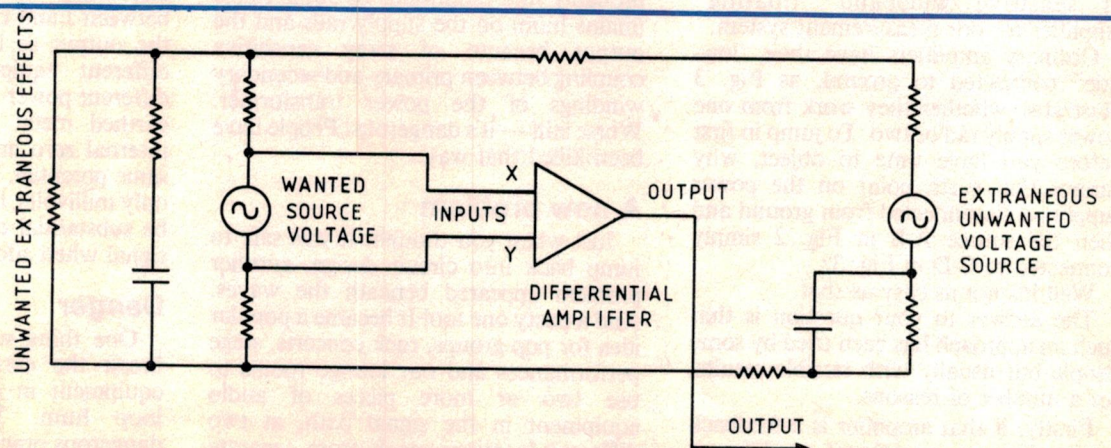 UNWANTED EXTRANEOUS EFFECTS
WANTED
SOURCE
VOLTAGE
X
INPUTS
Y
OUTPUT
DIFFERENTIAL
AMPLIFIER
EXTRANEOUS
UNWANTED
VOLTAGE
SOURCE
OUTPUT